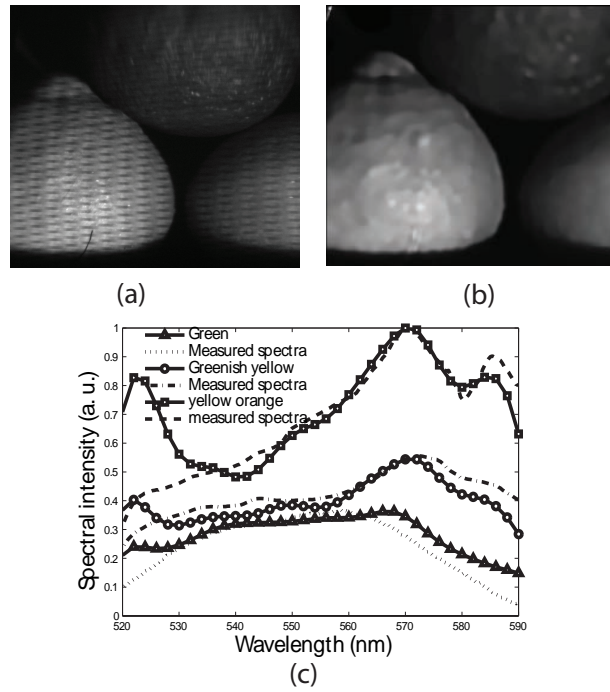 (a)
(b)
Green
Measured spectra
Greenish yellow
Measured spectra
yellow orange
measured spectra
Spectral intensity (a. u.)
1
0.9
0.8
0.7
0.6
0.5
0.4
0.3
0.2
0.1
0
520
530
540
550
560
570
580
590
Wavelength (nm)
(c)